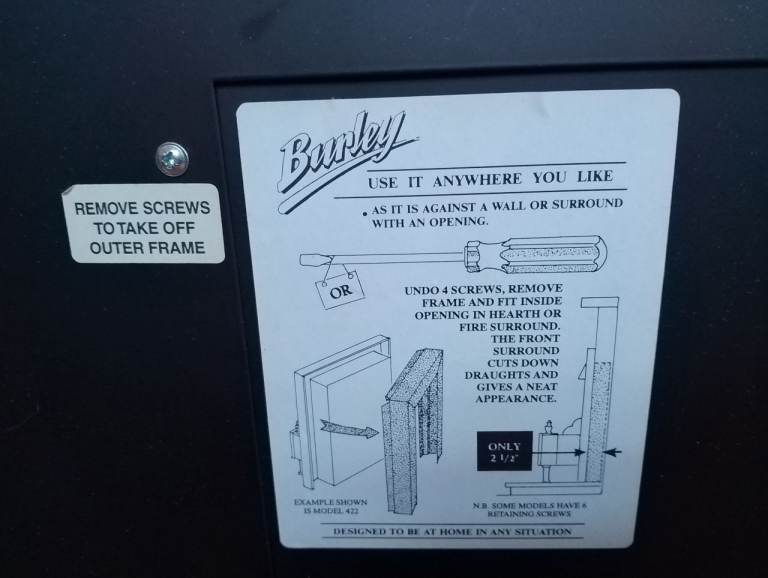 Burley
USE IT ANYWHERE YOU LIKE
• AS IT IS AGAINST A WALL OR SURROUND
WITH AN OPENING.
REMOVE SCREWS
TO TAKE OFF
OUTER FRAME
OR
UNDO 4 SCREWS, REMOVE
FRAME AND FIT INSIDE
OPENING IN HEARTH OR
FIRE SURROUND.
THE FRONT
SURROUND
CUTS DOWN
DRAUGHTS AND
GIVES A NEAT
APPEARANCE.
ONLY
2 1/2"
EXAMPLE SHOWN
IS MODEL 422
N.B. SOME MODELS HAVE 6
RETAINING SCREWS
DESIGNED TO BE AT HOME IN ANY SITUATION